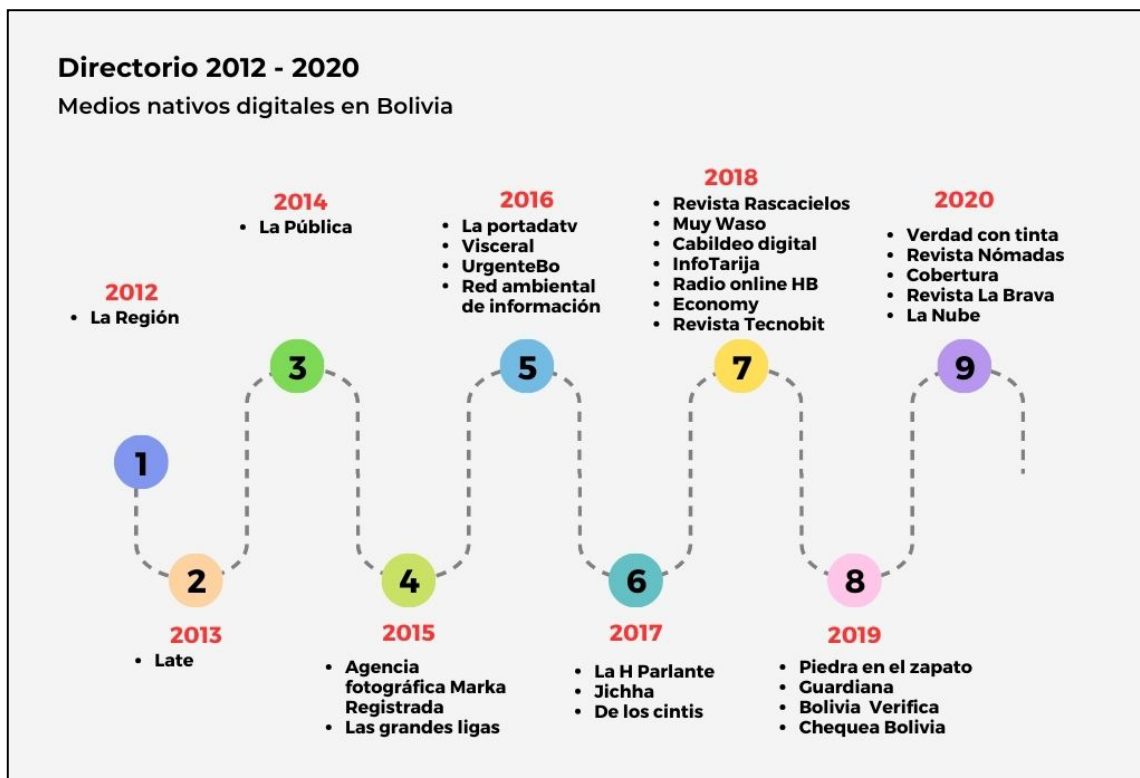 Directorio 2012 - 2020
Medios nativos digitales en Bolivia
2012
• La Región
1
2
2013
• Late
2014
• La Pública
3
4
2015
• Agencia
fotográfica Marka
Registrada
• Las grandes ligas
2016
• La portadatv
• Visceral
• UrgenteBo
• Red ambiental
de información
5
6
2017
• La H Parlante
• Jichha
• De los cintis
2018
• Revista Rascacielos
• Muy Waso
• Cabildeo digital
• InfoTarija
• Radio online HB
• Economy
• Revista Tecnobit
7
8
2019
• Piedra en el zapato
• Guardiana
• Bolivia Verifica
• Chequea Bolivia
2020
• Verdad con tinta
• Revista Nómadas
• Cobertura
• Revista La Brava
• La Nube
9